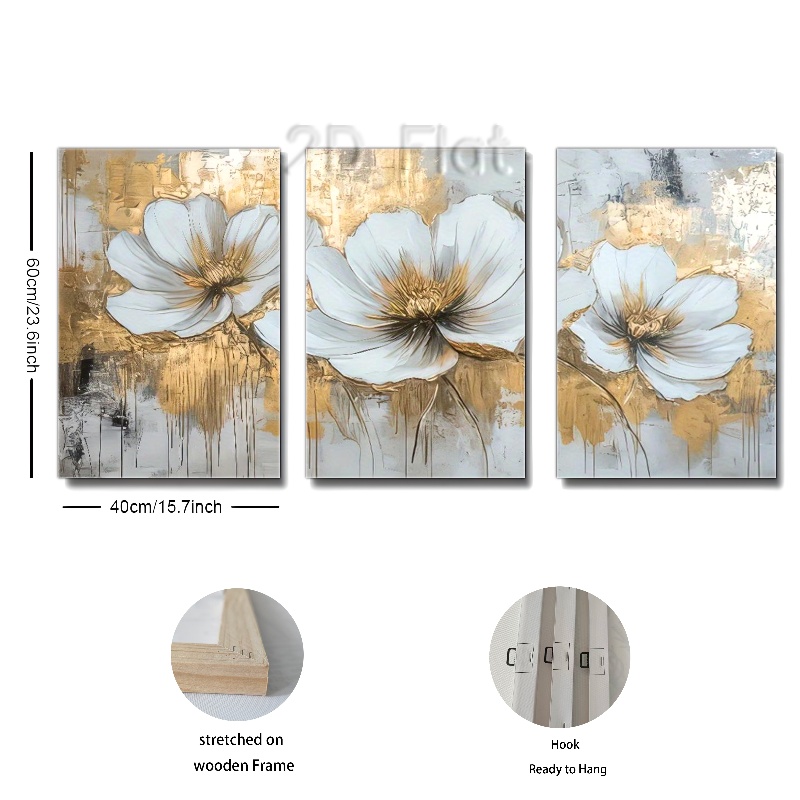 2D Flat
60cm/23.6inch
40cm/15.7inch
stretched on
wooden Frame
Hook
Ready to Hang